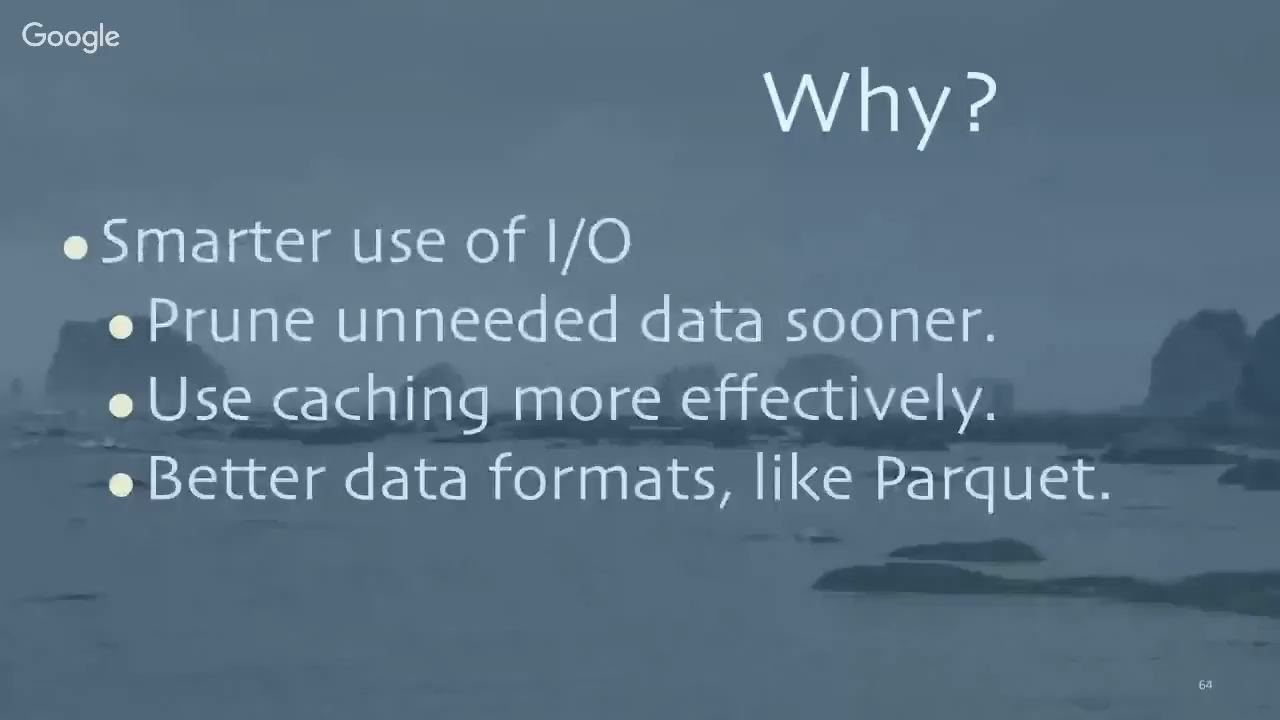 Google
Why?
Smarter use of I/O
Prune unneeded data sooner.
Use caching more effectively.
Better data formats, like Parquet.
64